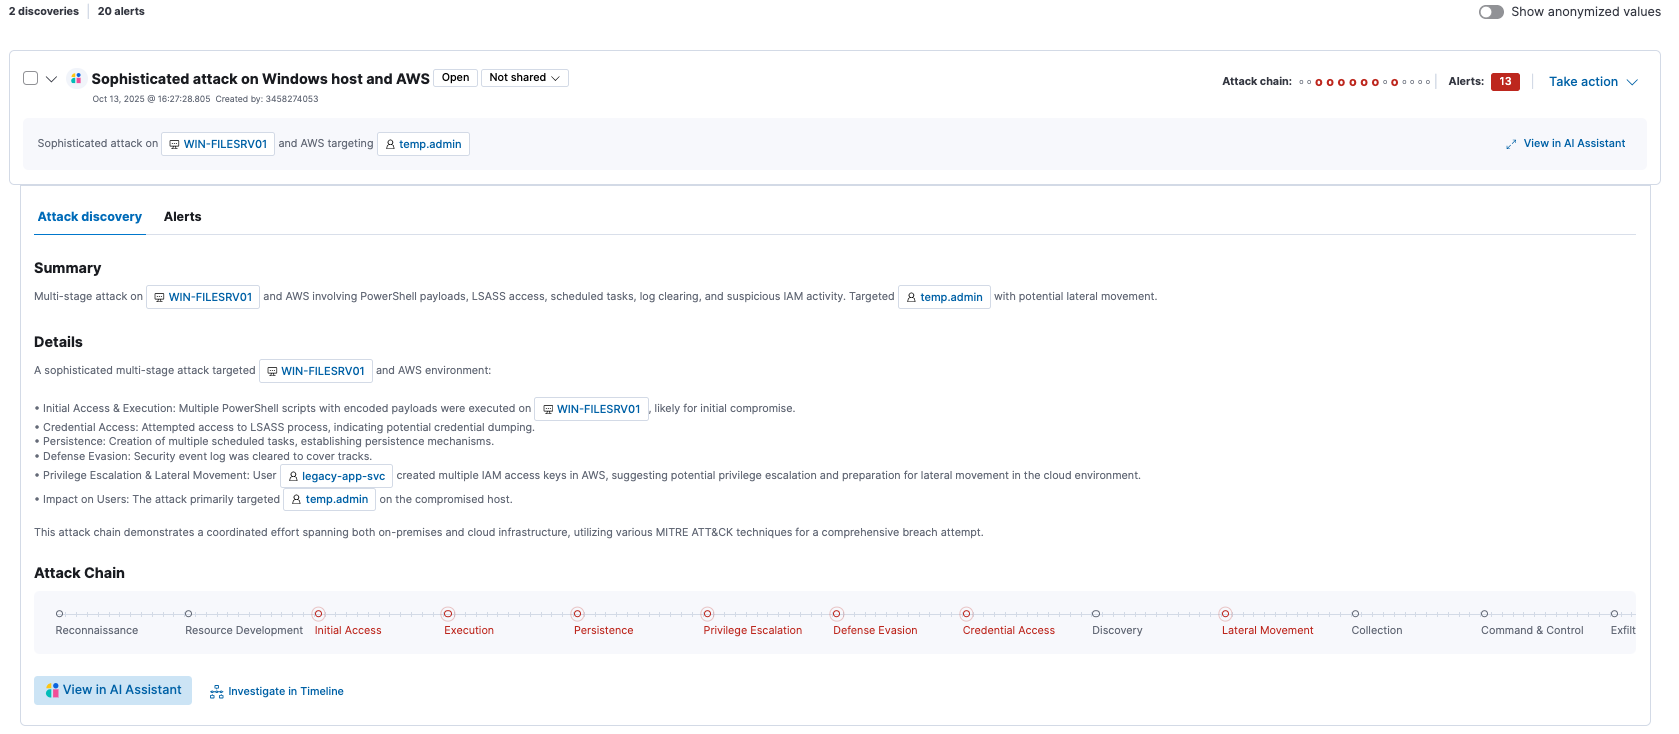 2 discoveries 20 alerts Show anonymized values
Sophisticated attack on Windows host and AWS Open Not shared Attack chain: Alerts: 13 Take action
Oct 13, 2025 @ 16:27:28.805 Created by: 3458274053
Sophisticated attack on WIN-FILESRV01 and AWS targeting temp.admin View in AI Assistant
Attack discovery Alerts
Summary
Multi-stage attack on WIN-FILESRV01 and AWS involving PowerShell payloads, LSASS access, scheduled tasks, log clearing, and suspicious IAM activity. Targeted temp.admin with potential lateral movement.
Details
A sophisticated multi-stage attack targeted WIN-FILESRV01 and AWS environment:
• Initial Access & Execution: Multiple PowerShell scripts with encoded payloads were executed on WIN-FILESRV01, likely for initial compromise.
• Credential Access: Attempted access to LSASS process, indicating potential credential dumping.
• Persistence: Creation of multiple scheduled tasks, establishing persistence mechanisms.
• Defense Evasion: Security event log was cleared to cover tracks.
• Privilege Escalation & Lateral Movement: User legacy-app-svc created multiple IAM access keys in AWS, suggesting potential privilege escalation and preparation for lateral movement in the cloud environment.
• Impact on Users: The attack primarily targeted temp.admin on the compromised host.
This attack chain demonstrates a coordinated effort spanning both on-premises and cloud infrastructure, utilizing various MITRE ATT&CK techniques for a comprehensive breach attempt.
Attack Chain
Reconnaissance Resource Development Initial Access Execution Persistence Privilege Escalation Defense Evasion Credential Access Discovery Lateral Movement Collection Command & Control Exfilt
View in AI Assistant Investigate in Timeline